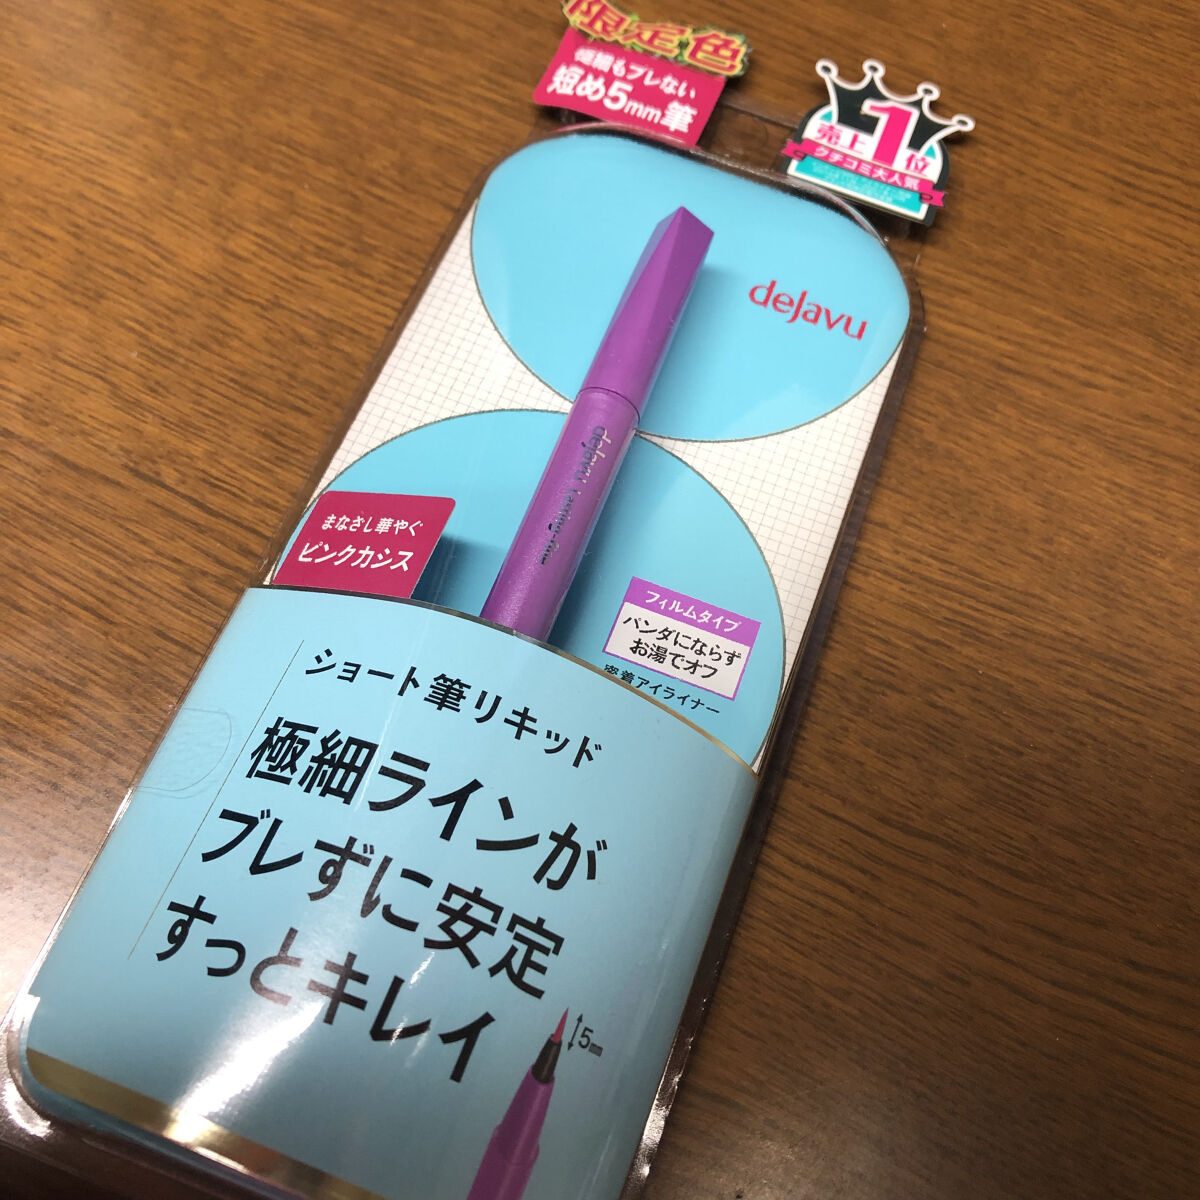 限定色
極細もブレない
短め5mm筆
売上1位
クチコミ大人気
dejavu
dejavu Lasting-fine
まなざし華やぐ
ピンクカシス
フィルムタイプ
パンダにならず
お湯でオフ
密着アイライナー
ショート筆リキッド
極細ラインが
ブレずに安定
すっとキレイ
5mm